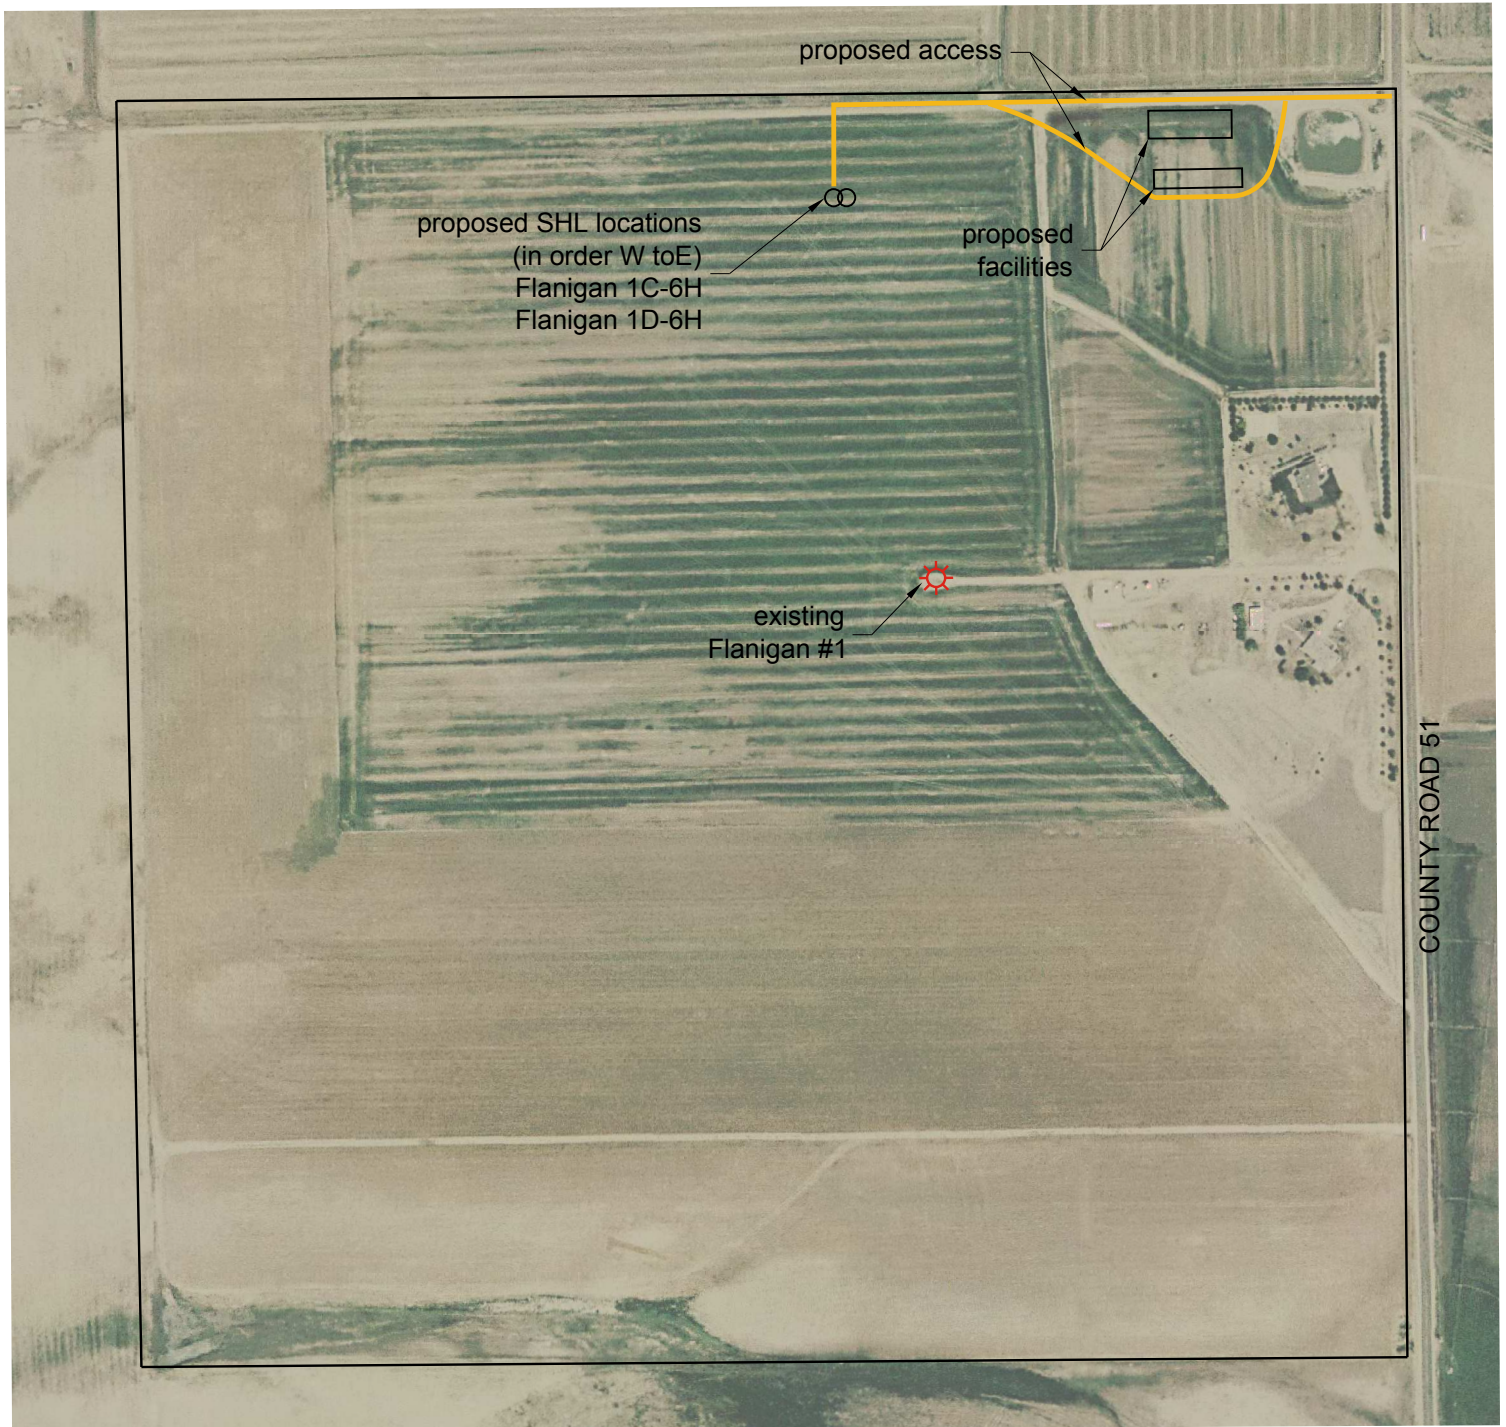 proposed access
proposed SHL locations
(in order W toE)
Flanigan 1C-6H
Flanigan 1D-6H
proposed
facilities
existing
Flanigan #1
COUNTY ROAD 51